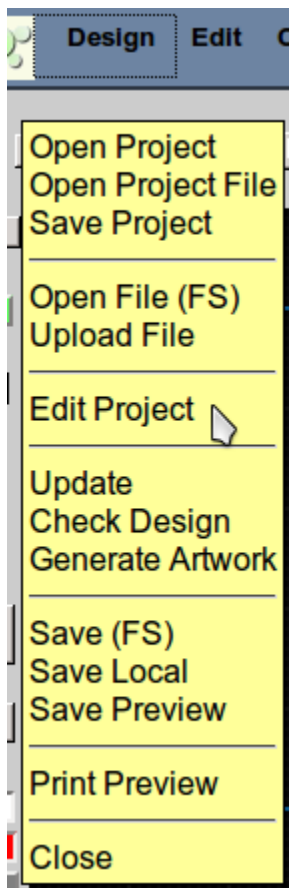 Design Edit
Open Project
Open Project File
Save Project
Open File (FS)
Upload File
Edit Project
Update
Check Design
Generate Artwork
Save (FS)
Save Local
Save Preview
Print Preview
Close